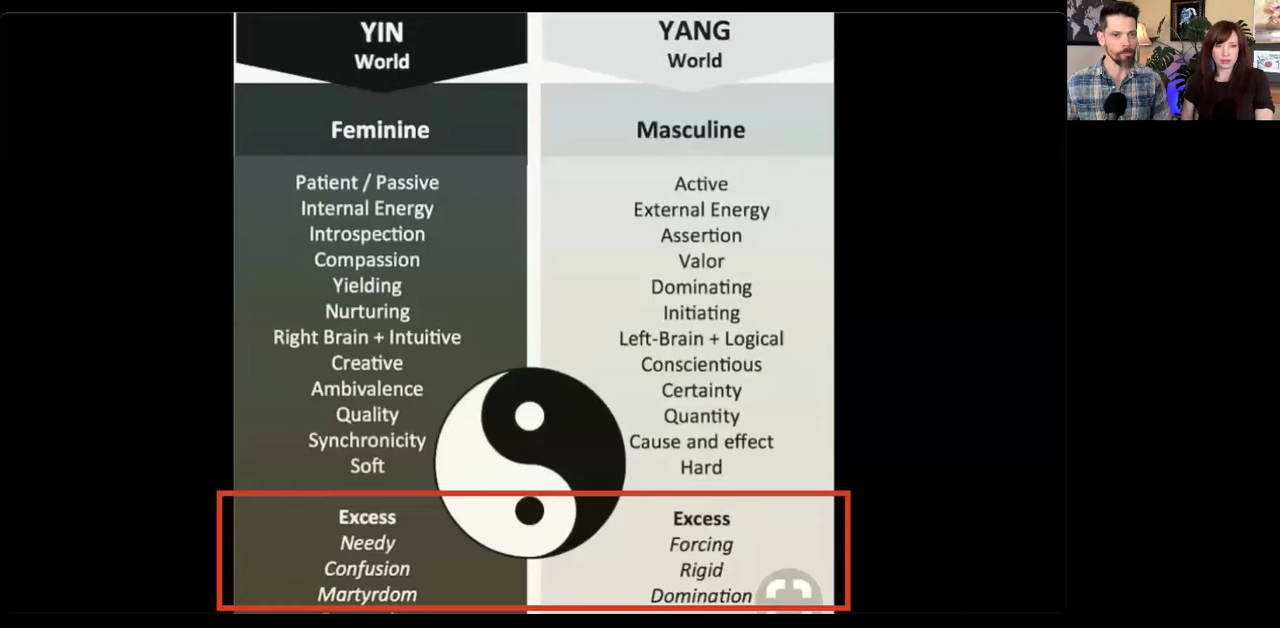 YIN
World
Feminine
Patient / Passive
Internal Energy
Introspection
Compassion
Yielding
Nurturing
Right Brain + Intuitive
Creative
Ambivalence
Quality
Synchronicity
Soft
Excess
Needy
Confusion
Martyrdom
YANG
World
Masculine
Active
External Energy
Assertion
Valor
Dominating
Initiating
Left-Brain + Logical
Conscientious
Certainty
Quantity
Cause and effect
Hard
Excess
Forcing
Rigid
Domination